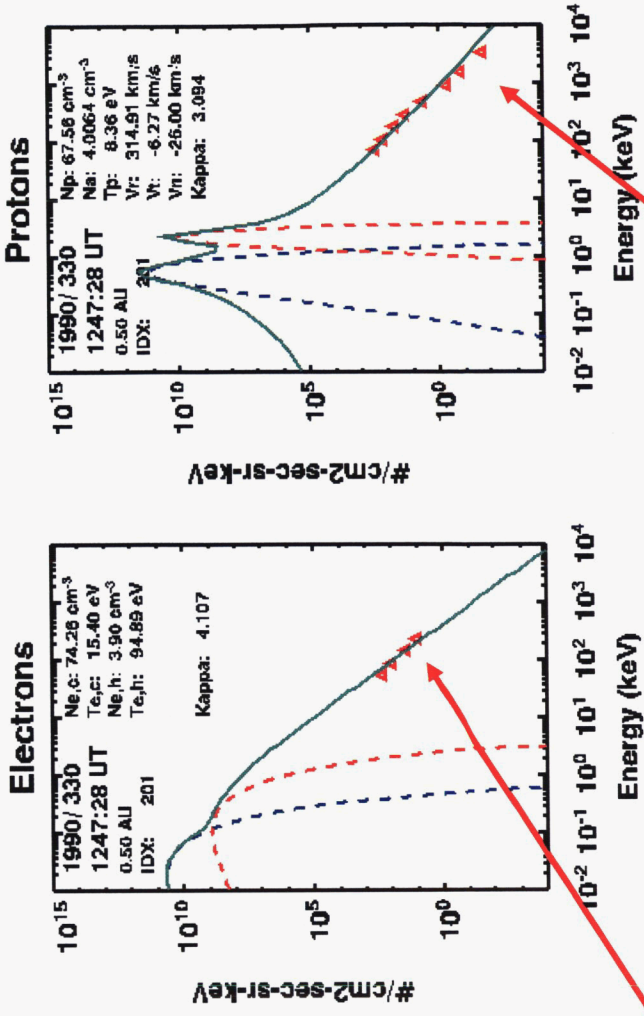 Electrons
10^15
10^10
10^5
10^0
#/cm2-sec-sr-keV
1990/ 330
1247:28 UT
0.50 AU
IDX: 201
Ne,c: 74.26 cm^-3
Te,c: 15.40 eV
Ne,h: 3.90 cm^-3
Te,h: 94.89 eV
Kappa: 4.107
10^-2 10^-1 10^0 10^1 10^2 10^3 10^4
Energy (keV)
Protons
10^15
10^10
10^5
10^0
#/cm2-sec-sr-keV
1990/ 330
1247:28 UT
0.50 AU
IDX: 201
Np: 67.56 cm^-3
Na: 4.0064 cm^-3
Tp: 8.36 eV
Vr: 314.91 km/s
Vt: -6.27 km/s
Vn: -26.00 km/s
Kappa: 3.094
10^-2 10^-1 10^0 10^1 10^2 10^3 10^4
Energy (keV)